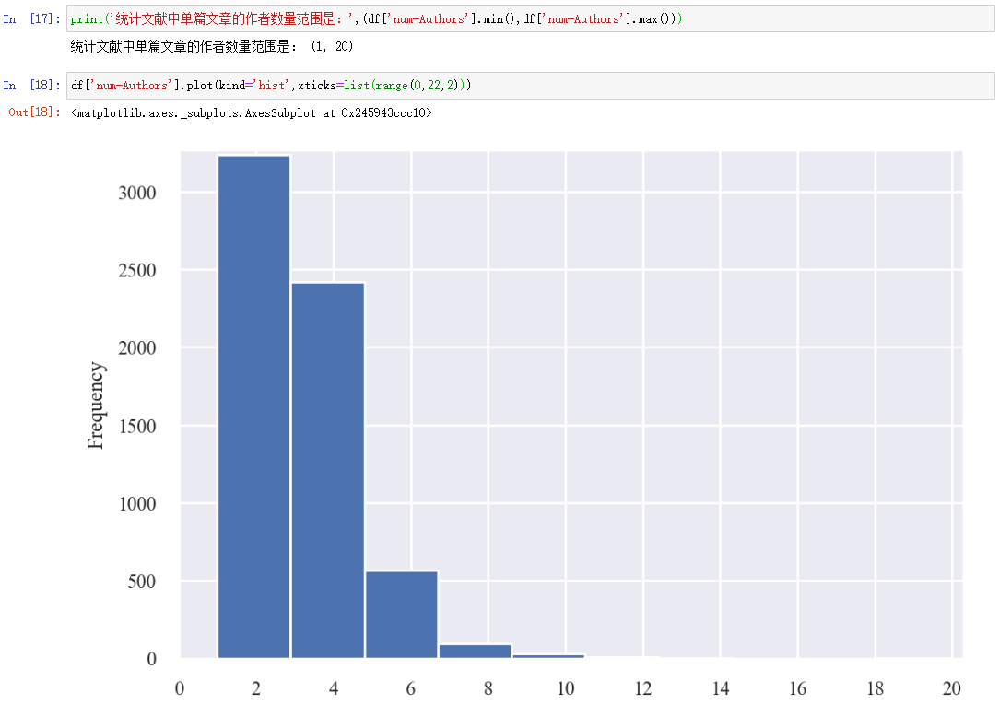 In [17]: print('统计文献中单篇文章的作者数量范围是：',(df['num-Authors'].min(),df['num-Authors'].max()))
统计文献中单篇文章的作者数量范围是： (1, 20)
In [18]: df['num-Authors'].plot(kind='hist',xticks=list(range(0,22,2)))
Out[18]: <matplotlib.axes._subplots.AxesSubplot at 0x245943ccc10>
3000
2500
2000
Frequency
1500
1000
500
0
0 2 4 6 8 10 12 14 16 18 20